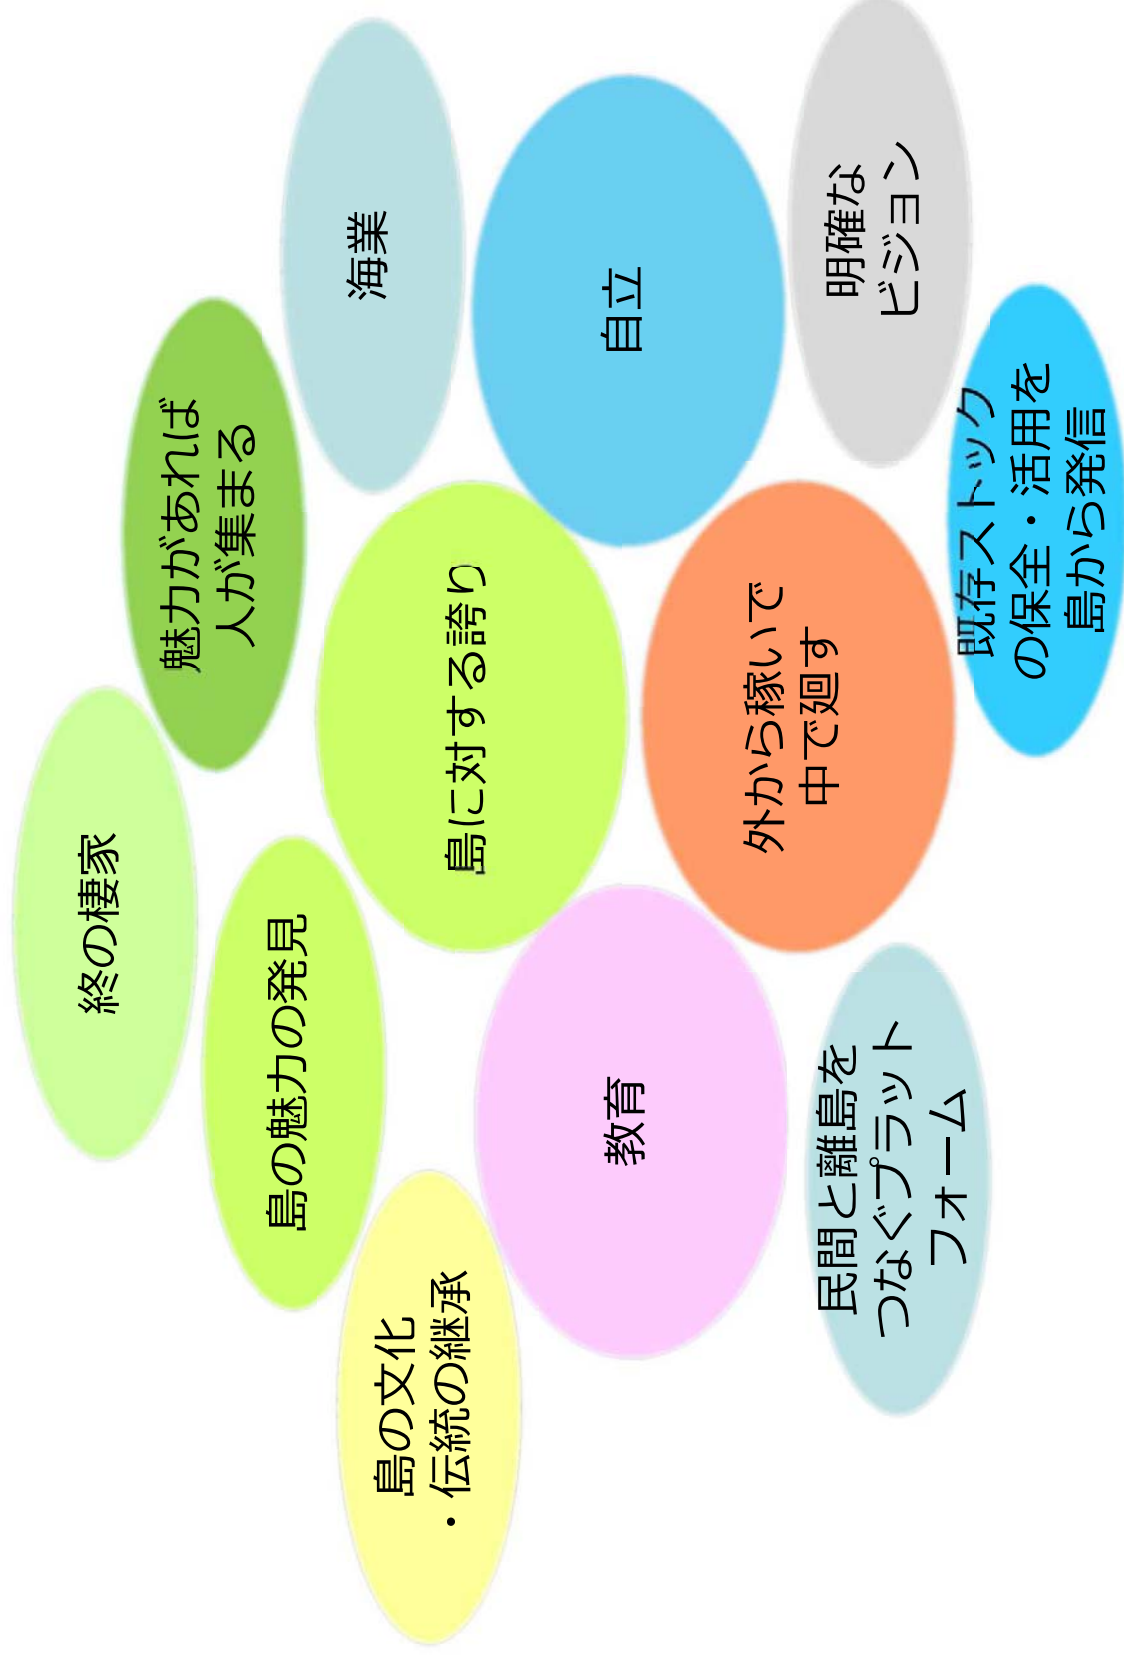 終の棲家
魅力があれば
人が集まる
島の魅力の発見
海業
島の文化
・伝統の継承
島に対する誇り
教育
自立
外から稼いで
中で廻す
民間と離島を
つなぐプラット
フォーム
明確な
ビジョン
既存ストック
の保全・活用を
島から発信